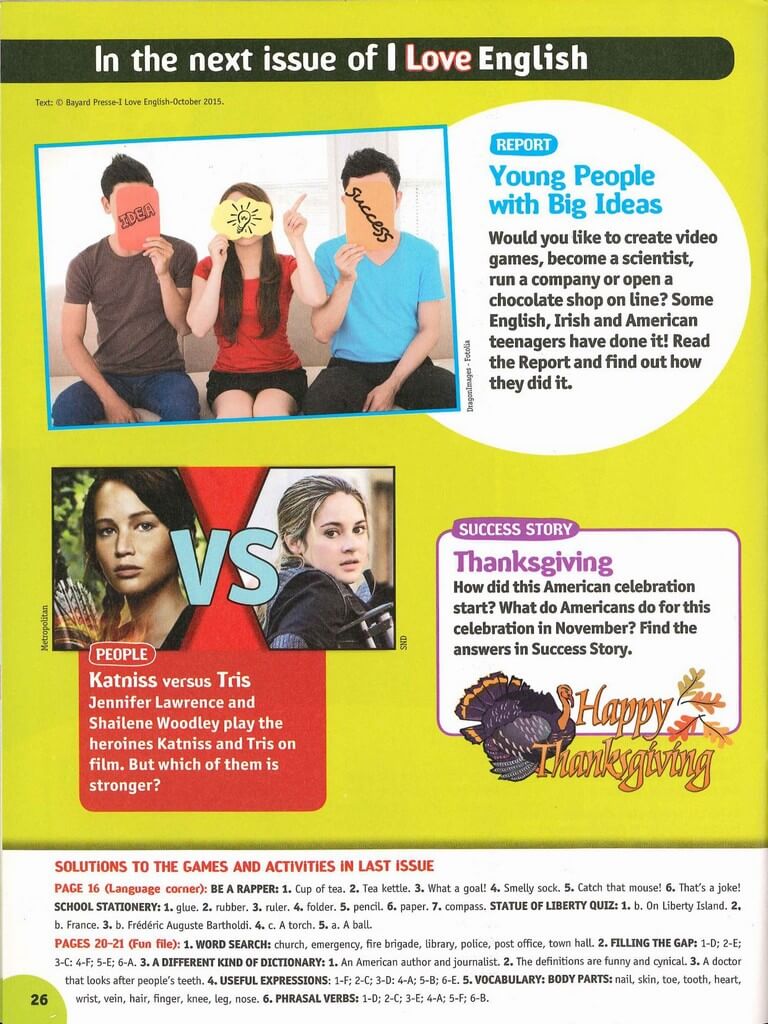 In the next issue of I Love English
Text: © Bayard Presse-I Love English-October 2015.
IDEA
success
DragonImages - Fotolia
REPORT
Young People
with Big Ideas
Would you like to create video
games, become a scientist,
run a company or open a
chocolate shop on line? Some
English, Irish and American
teenagers have done it! Read
the Report and find out how
they did it.
VS
Metropolitan
SND
PEOPLE
Katniss versus Tris
Jennifer Lawrence and
Shailene Woodley play the
heroines Katniss and Tris on
film. But which of them is
stronger?
SUCCESS STORY
Thanksgiving
How did this American celebration
start? What do Americans do for this
celebration in November? Find the
answers in Success Story.
Happy
Thanksgiving
SOLUTIONS TO THE GAMES AND ACTIVITIES IN LAST ISSUE
PAGE 16 (Language corner): BE A RAPPER: 1. Cup of tea. 2. Tea kettle. 3. What a goal! 4. Smelly sock. 5. Catch that mouse! 6. That's a joke!
SCHOOL STATIONERY: 1. glue. 2. rubber. 3. ruler. 4. folder. 5. pencil. 6. paper. 7. compass. STATUE OF LIBERTY QUIZ: 1. b. On Liberty Island. 2.
b. France. 3. b. Frédéric Auguste Bartholdi. 4. c. A torch. 5. a. A ball.
PAGES 20-21 (Fun file): 1. WORD SEARCH: church, emergency, fire brigade, library, police, post office, town hall. 2. FILLING THE GAP: 1-D; 2-E;
3-C: 4-F; 5-E; 6-A. 3. A DIFFERENT KIND OF DICTIONARY: 1. An American author and journalist. 2. The definitions are funny and cynical. 3. A doctor
that looks after people's teeth. 4. USEFUL EXPRESSIONS: 1-F; 2-C; 3-D: 4-A; 5-B; 6-E. 5. VOCABULARY: BODY PARTS: nail, skin, toe, tooth, heart,
wrist, vein, hair, finger, knee, leg, nose. 6. PHRASAL VERBS: 1-D; 2-C; 3-E; 4-A; 5-F; 6-B.
26